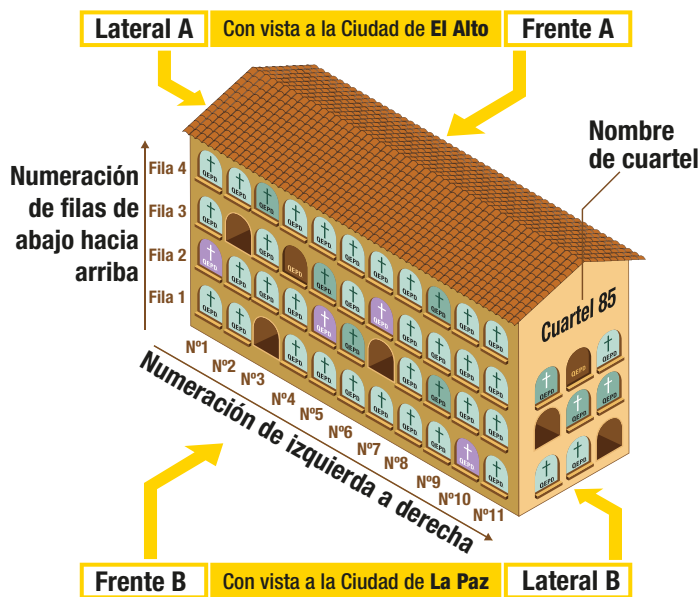 Lateral A
Con vista a la Ciudad de El Alto
Frente A
Nombre
de cuartel
Numeración
de filas de
abajo hacia
arriba
Fila 4
Fila 3
Fila 2
Fila 1
QEPD
Cuartel 85
Nº1
Nº2
Nº3
Nº4
Nº5
Nº6
Nº7
Nº8
Nº9
Nº10
Nº11
Numeración de izquierda a derecha
Frente B
Con vista a la Ciudad de La Paz
Lateral B